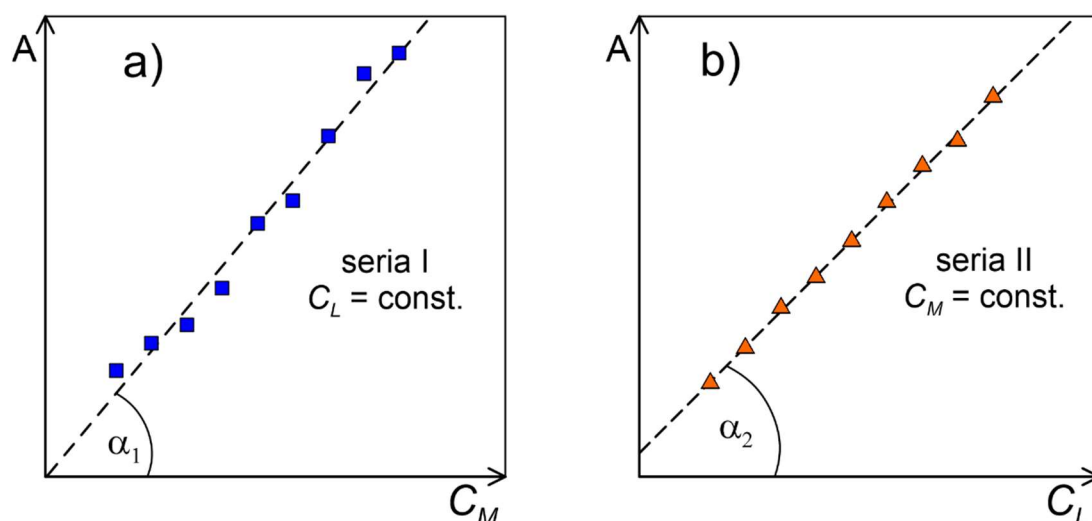 A
a)
seria I
C_L = const.
α₁
C_M
A
b)
seria II
C_M = const.
α₂
C_L